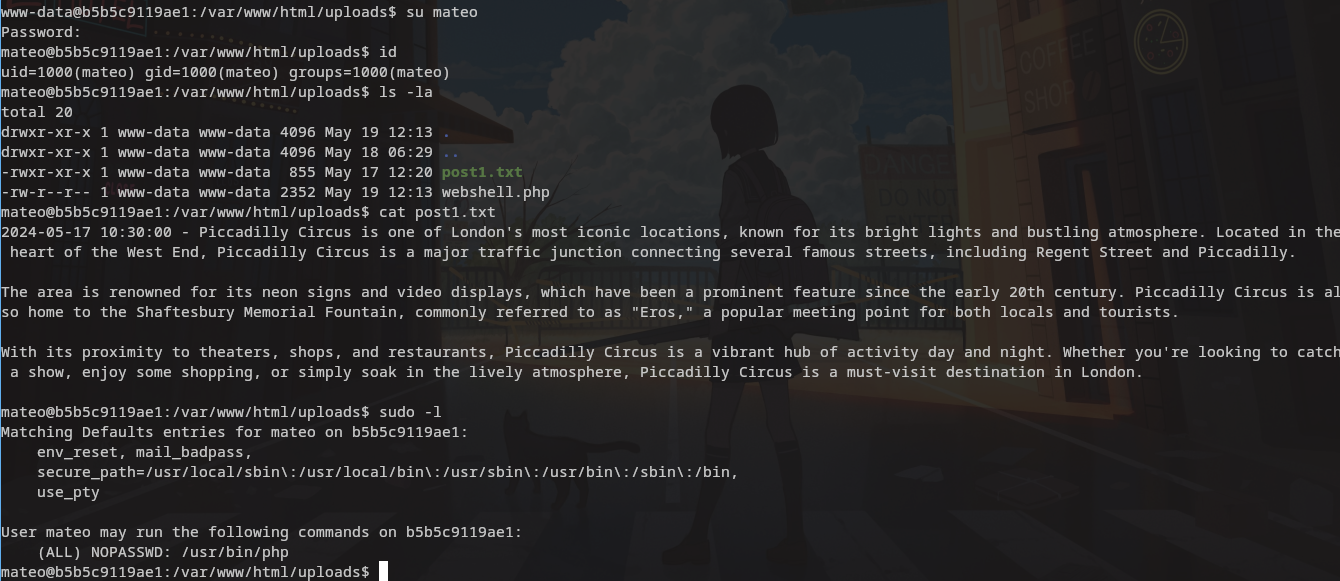 www-data@b5b5c9119ae1:/var/www/html/uploads$ su mateo
Password:
mateo@b5b5c9119ae1:/var/www/html/uploads$ id
uid=1000(mateo) gid=1000(mateo) groups=1000(mateo)
mateo@b5b5c9119ae1:/var/www/html/uploads$ ls -la
total 20
drwxr-xr-x 1 www-data www-data 4096 May 19 12:13 .
drwxr-xr-x 1 www-data www-data 4096 May 18 06:29 ..
-rwxr-xr-x 1 www-data www-data  855 May 17 12:20 post1.txt
-rw-r--r-- 1 www-data www-data 2352 May 19 12:13 webshell.php
mateo@b5b5c9119ae1:/var/www/html/uploads$ cat post1.txt
2024-05-17 10:30:00 - Piccadilly Circus is one of London's most iconic locations, known for its bright lights and bustling atmosphere. Located in the
 heart of the West End, Piccadilly Circus is a major traffic junction connecting several famous streets, including Regent Street and Piccadilly.
The area is renowned for its neon signs and video displays, which have been a prominent feature since the early 20th century. Piccadilly Circus is al
so home to the Shaftesbury Memorial Fountain, commonly referred to as "Eros," a popular meeting point for both locals and tourists.
With its proximity to theaters, shops, and restaurants, Piccadilly Circus is a vibrant hub of activity day and night. Whether you're looking to catch
 a show, enjoy some shopping, or simply soak in the lively atmosphere, Piccadilly Circus is a must-visit destination in London.
mateo@b5b5c9119ae1:/var/www/html/uploads$ sudo -l
Matching Defaults entries for mateo on b5b5c9119ae1:
    env_reset, mail_badpass,
    secure_path=/usr/local/sbin\:/usr/local/bin\:/usr/sbin\:/usr/bin\:/sbin\:/bin,
    use_pty
User mateo may run the following commands on b5b5c9119ae1:
    (ALL) NOPASSWD: /usr/bin/php
mateo@b5b5c9119ae1:/var/www/html/uploads$
COFFEE
SHOP
DANGER
DO NOT
ENTER